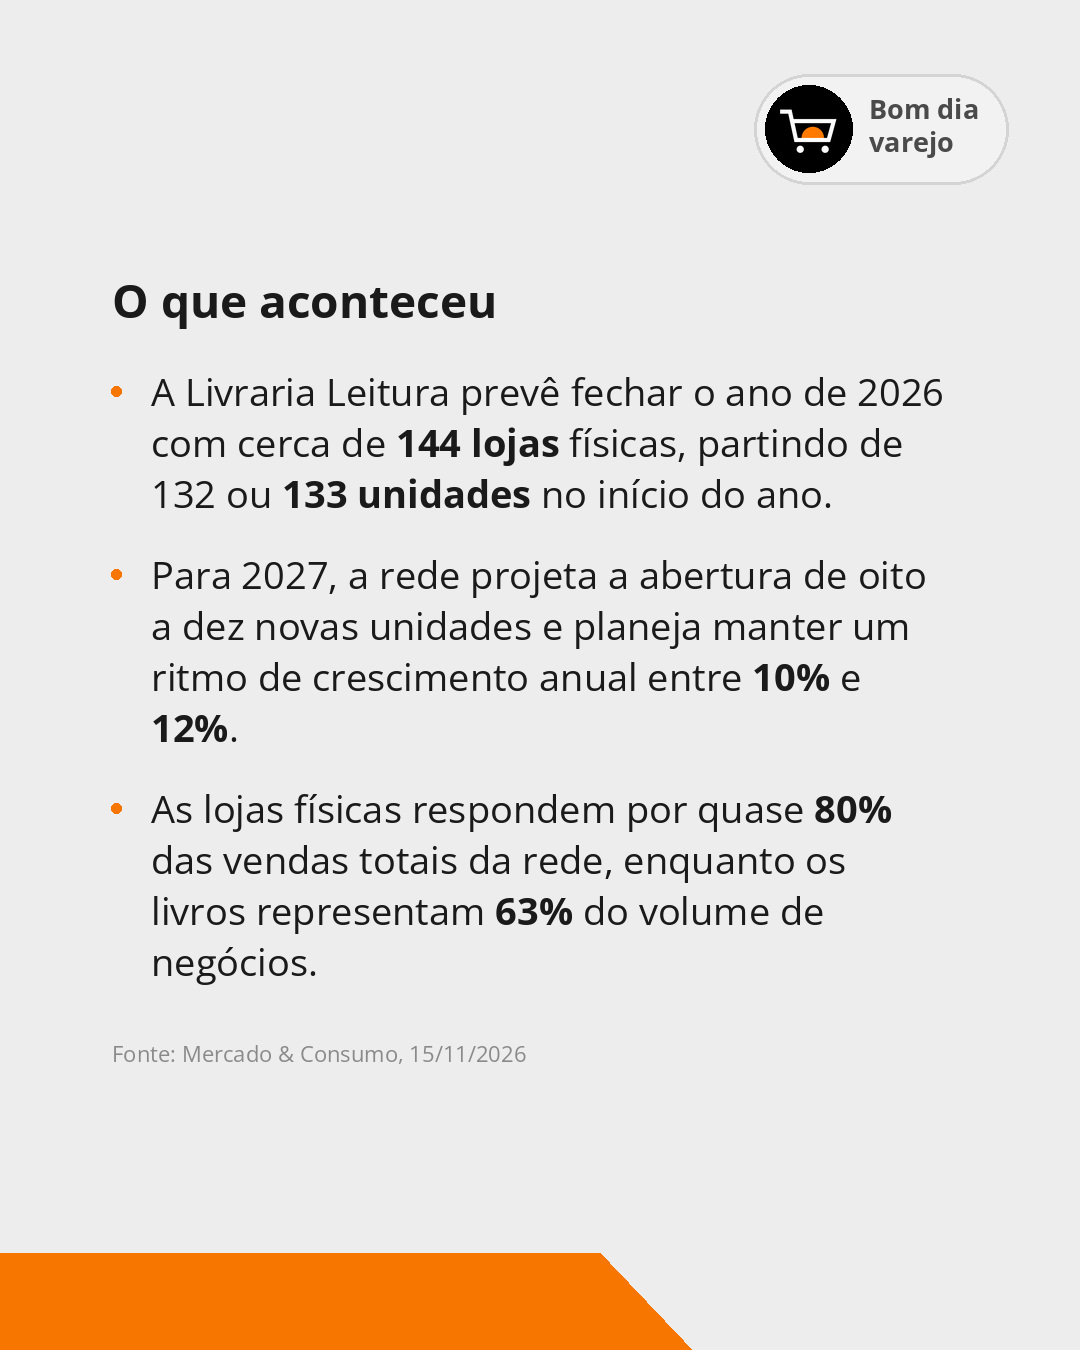 Bom dia
varejo
O que aconteceu
• A Livraria Leitura prevê fechar o ano de 2026
com cerca de 144 lojas físicas, partindo de
132 ou 133 unidades no início do ano.
• Para 2027, a rede projeta a abertura de oito
a dez novas unidades e planeja manter um
ritmo de crescimento anual entre 10% e
12%.
• As lojas físicas respondem por quase 80%
das vendas totais da rede, enquanto os
livros representam 63% do volume de
negócios.
Fonte: Mercado & Consumo, 15/11/2026